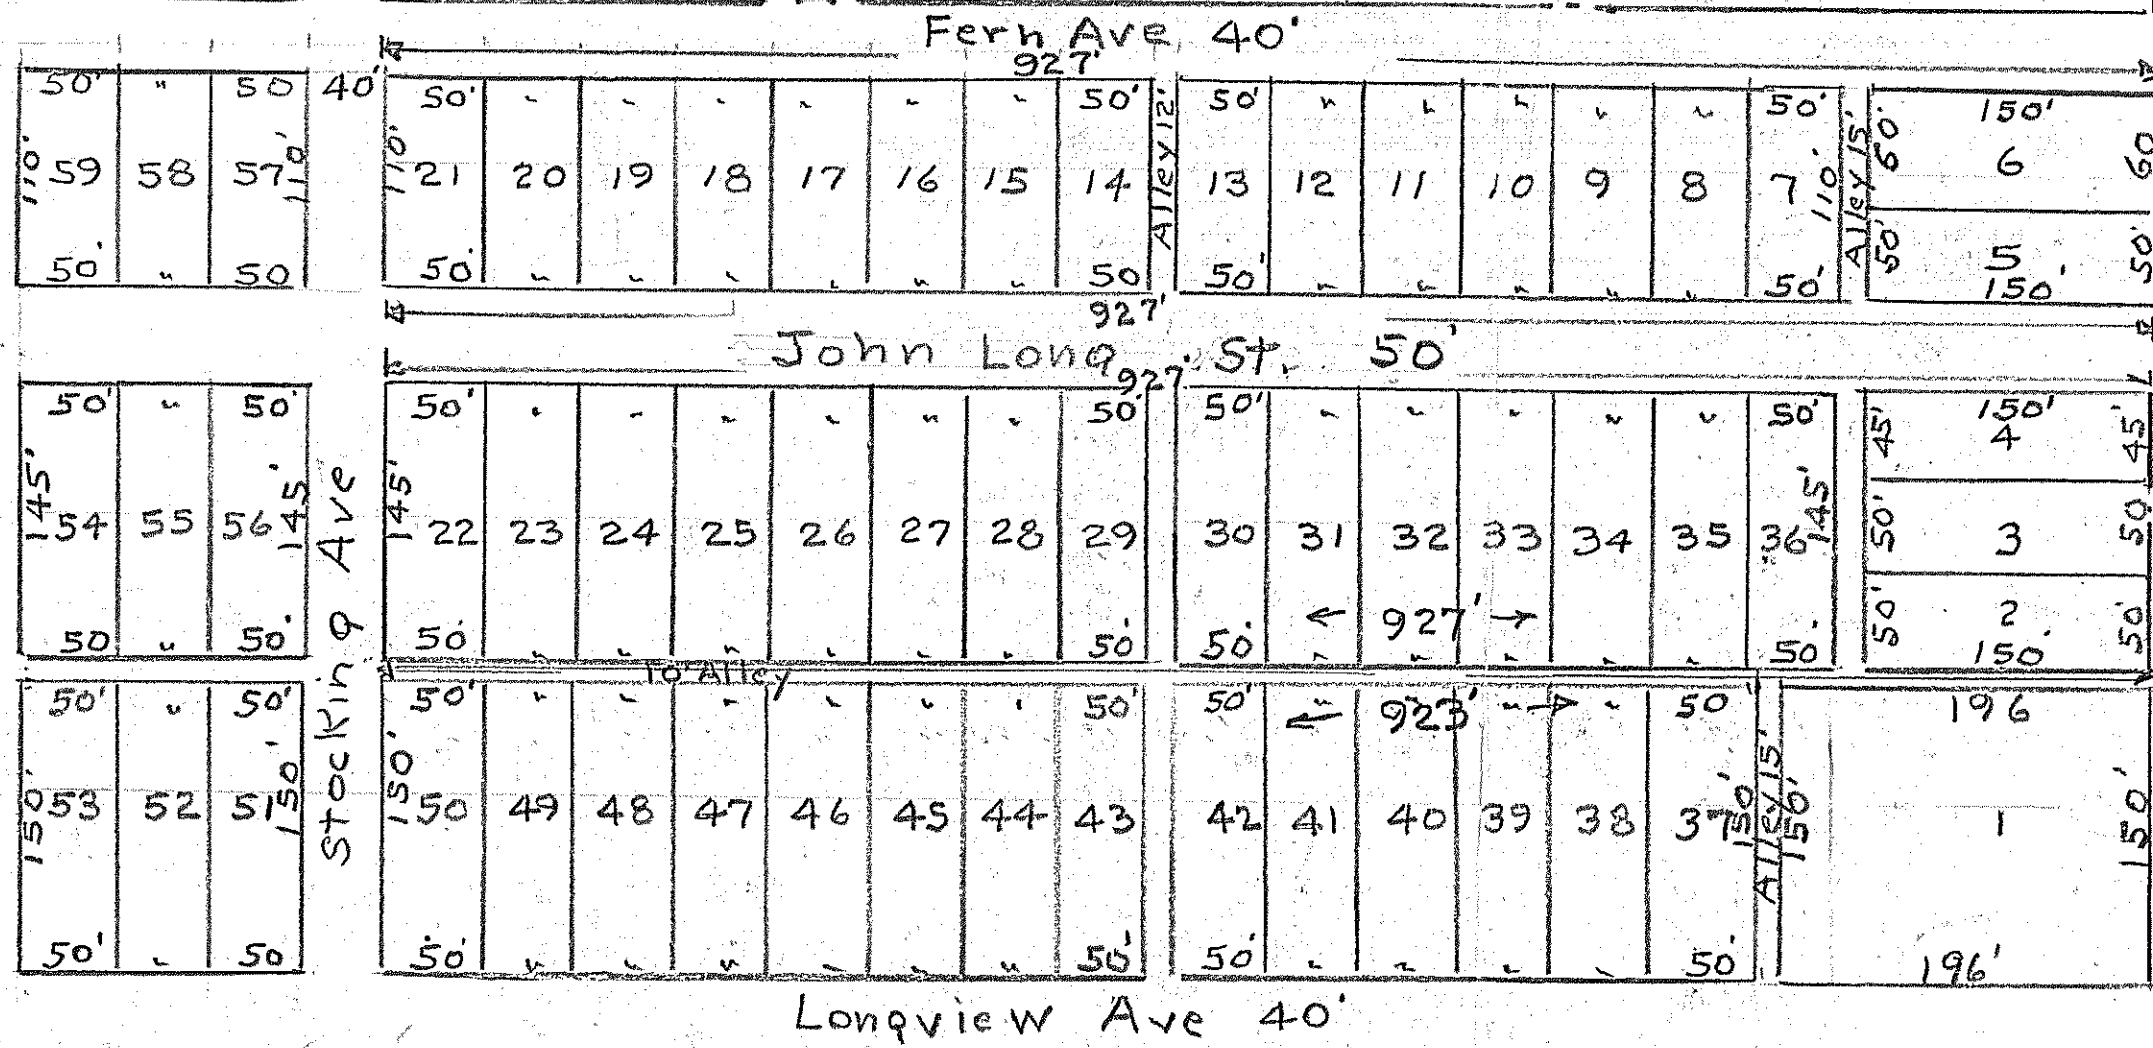 Fern Ave 40'
927'
50' " 50 40' 50' " " " " " " 50' 50' " " " " " 50' 150'
110' 59 58 57 110' 110' 21 20 19 18 17 16 15 14 Alley 12' 13 12 11 10 9 8 7 110' Alley 15' 60' 6 60
50' " 50 50' " " " " " " 50 50' " " " " " 50' 50' 5 50'
150'
927'
John Long St. 50'
927'
50' " 50' 50' " " " " " " 50' 50' " " " " " 50' 45' 150' 45'
4
145' 54 55 56 145' 145' 22 23 24 25 26 27 28 29 30 31 32 33 34 35 36 145' 50' 3 50'
← 927' →
50 " 50' 50' " " " " " " 50' 50' " " " " " 50' 50' 2 50'
150'
Stocking Ave
10' Alley
50' " 50' 50' " " " " " " 50' 50' " ← 923' → " " 50 196
150' 53 52 51 150' 150' 50 49 48 47 46 45 44 43 42 41 40 39 38 37 150' Alley 15' 150' 1 150'
50' " 50 50' " " " " " " 50' 50' " " " " 50' 196'
Longview Ave 40'